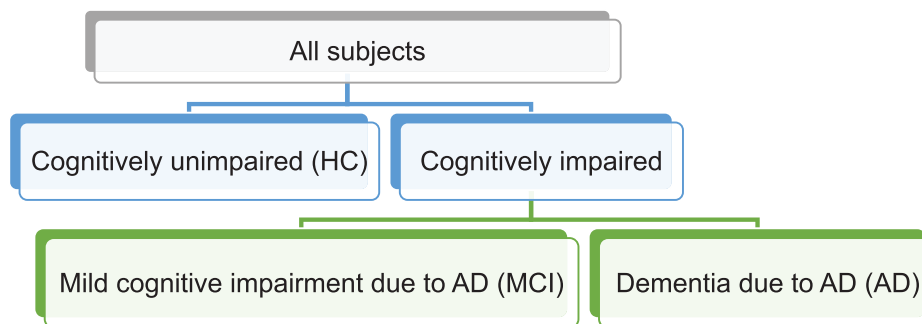 All subjects
Cognitively unimpaired (HC)
Cognitively impaired
Mild cognitive impairment due to AD (MCI)
Dementia due to AD (AD)